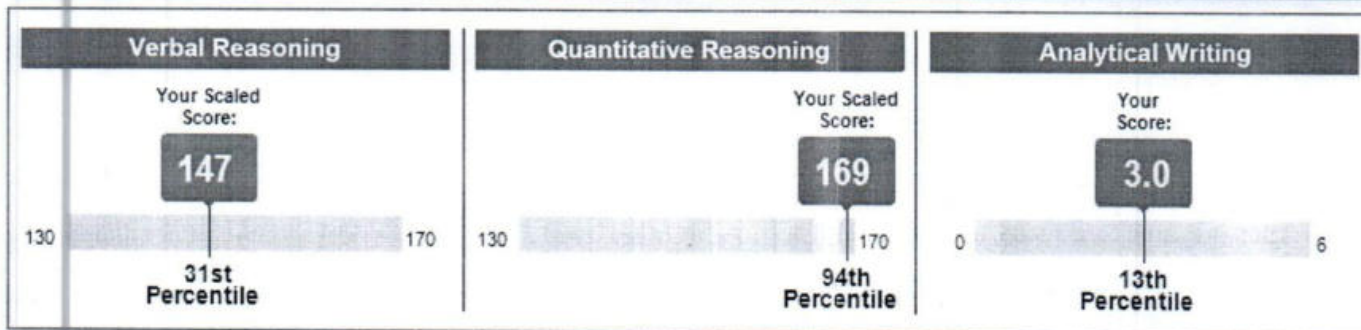 Verbal Reasoning
Your Scaled
Score:
147
130
170
31st
Percentile
Quantitative Reasoning
Your Scaled
Score:
169
130
170
94th
Percentile
Analytical Writing
Your
Score:
3.0
0
6
13th
Percentile